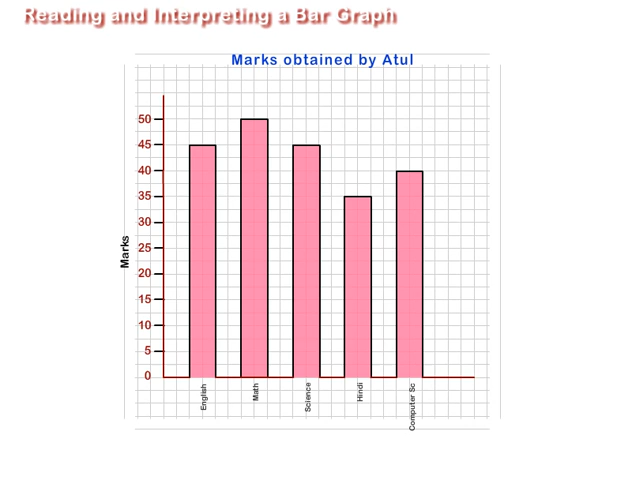 Reading and Interpreting a Bar Graph
Marks obtained by Atul
50
45
40
35
30
25
20
15
10
5
0
Marks
English
Math
Science
Hindi
Computer Sc